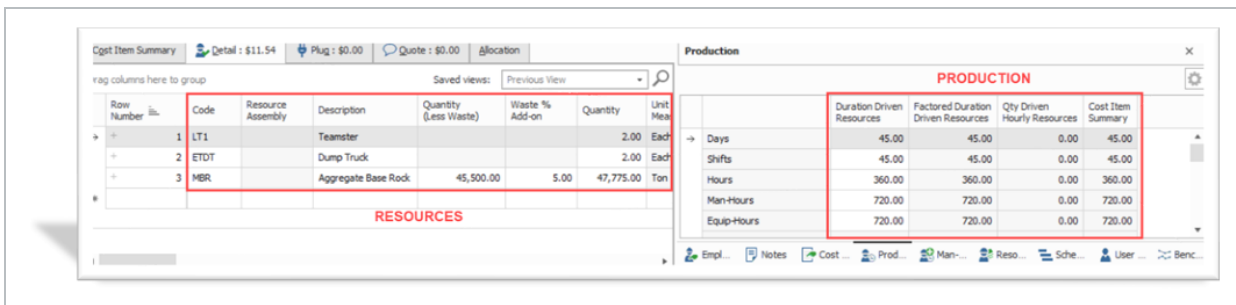 Cost Item Summary Detail : $11.54 Plug : $0.00 Quote : $0.00 Allocation
rag columns here to group Saved views: Previous View
Row Number Code Resource Assembly Description Quantity (Less Waste) Waste % Add-on Quantity Unit Mea
1 LT1 Teamster 2.00 Each
2 ETDT Dump Truck 2.00 Each
3 MBR Aggregate Base Rock 45,500.00 5.00 47,775.00 Ton
RESOURCES
Production
PRODUCTION
Duration Driven Resources Factored Duration Driven Resources Qty Driven Hourly Resources Cost Item Summary
Days 45.00 45.00 0.00 45.00
Shifts 45.00 45.00 0.00 45.00
Hours 360.00 360.00 0.00 360.00
Man-Hours 720.00 720.00 0.00 720.00
Equip-Hours 720.00 720.00 0.00 720.00
Empl... Notes Cost ... Prod... Man-... Reso... Sche... User ... Benc...